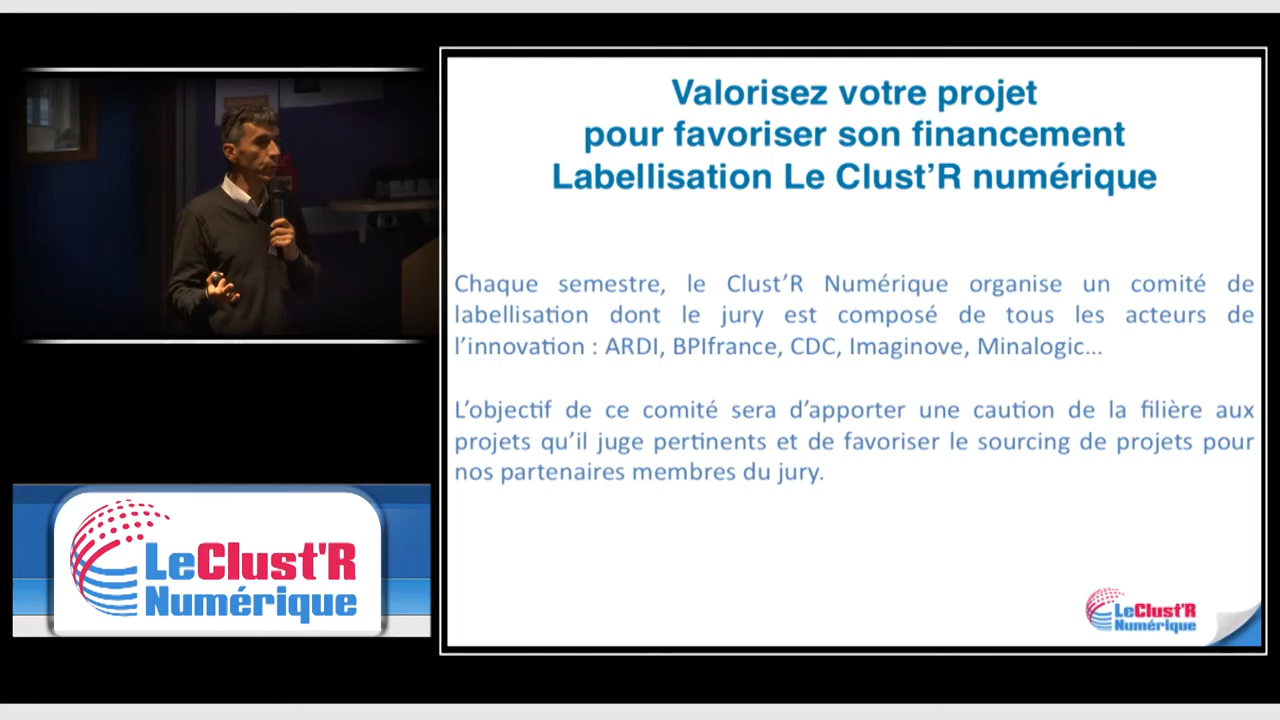 Valorisez votre projet
pour favoriser son financement
Labellisation Le Clust’R numérique
Chaque semestre, le Clust’R Numérique organise un comité de
labellisation dont le jury est composé de tous les acteurs de
l’innovation : ARDI, BPIfrance, CDC, Imaginove, Minalogic...
L’objectif de ce comité sera d’apporter une caution de la filière aux
projets qu’il juge pertinents et de favoriser le sourcing de projets pour
nos partenaires membres du jury.
LeClust'R
Numérique
LeClust'R
Numérique